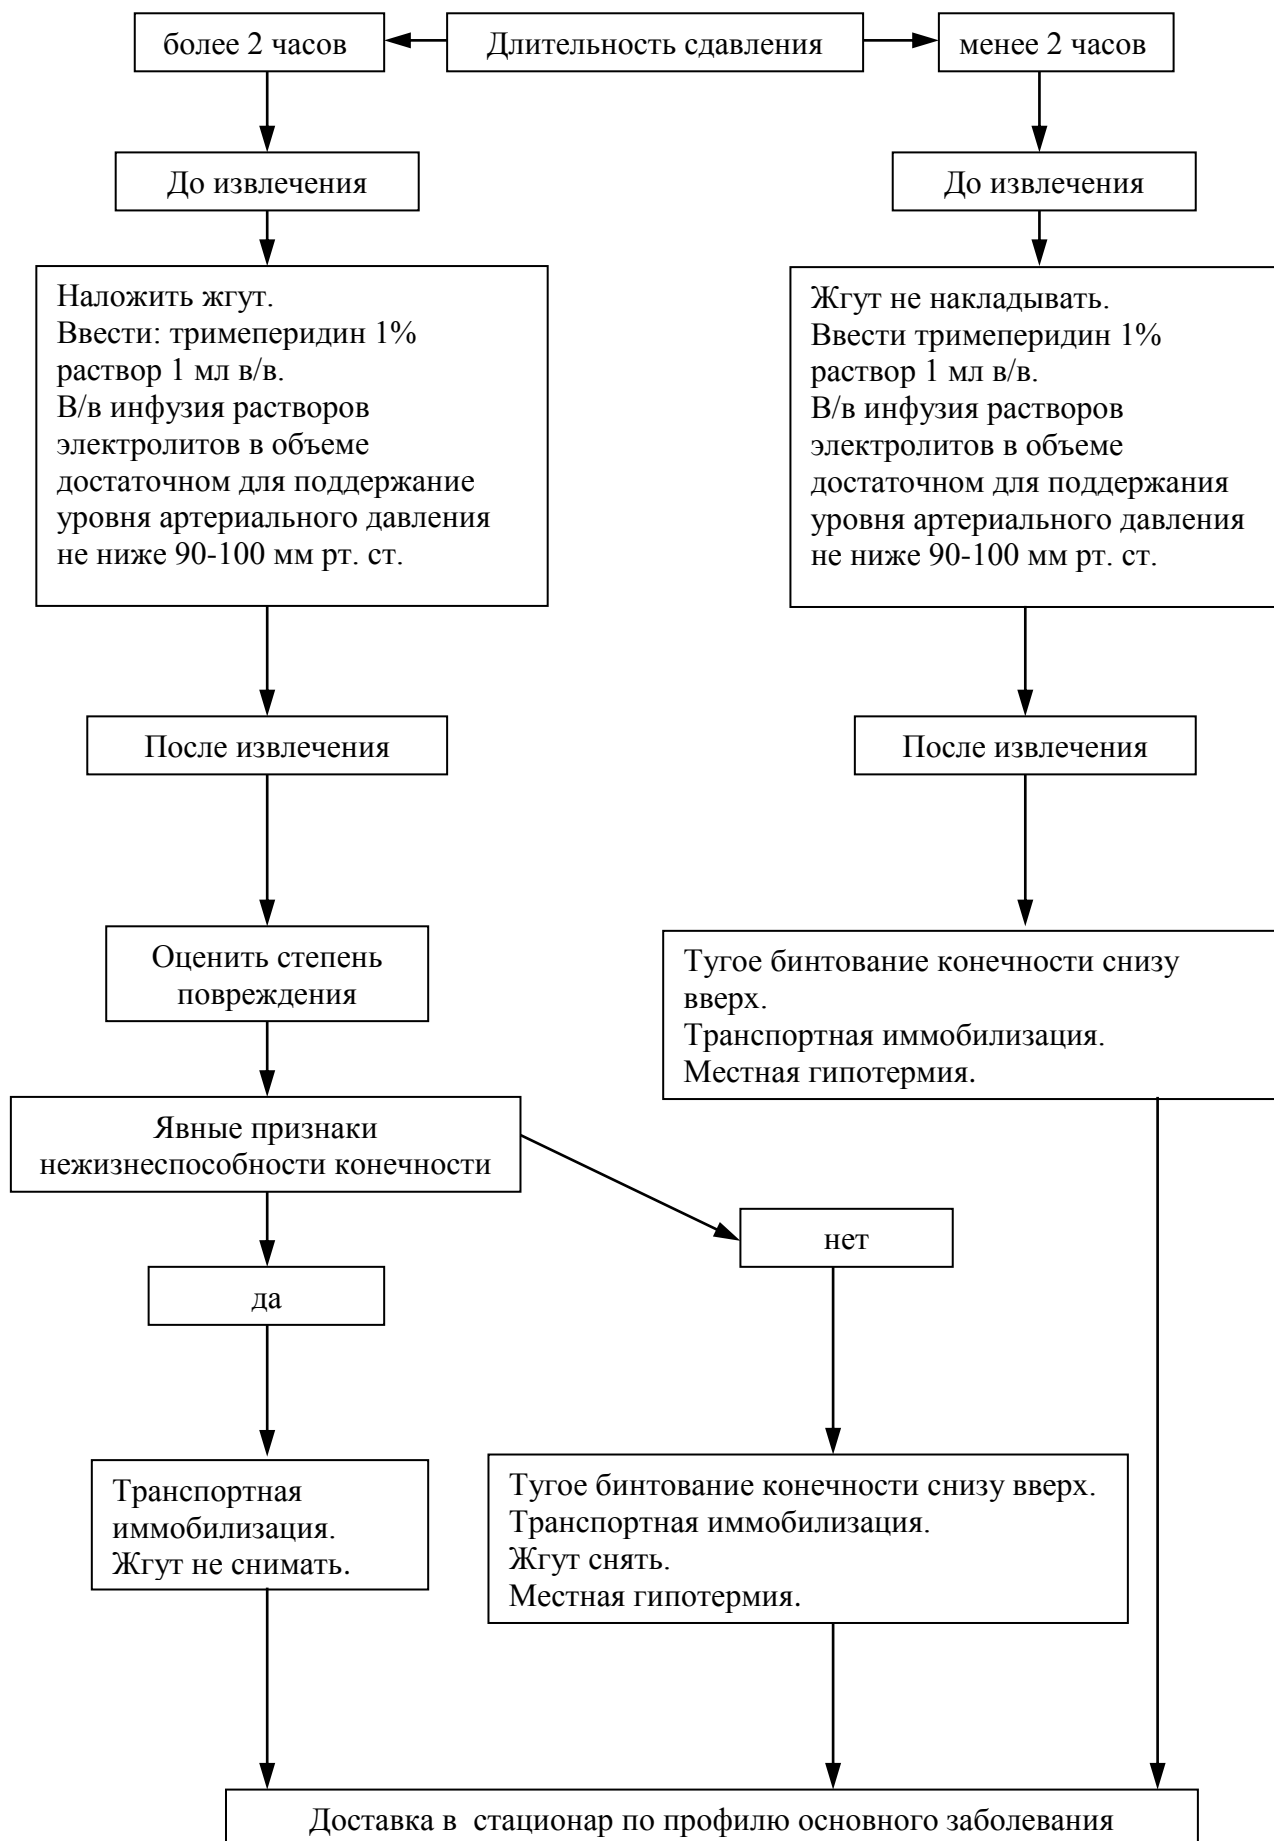 более 2 часов
Длительность сдавления
менее 2 часов
До извлечения
До извлечения
Наложить жгут.
Ввести: тримеперидин 1%
раствор 1 мл в/в.
В/в инфузия растворов
электролитов в объеме
достаточном для поддержание
уровня артериального давления
не ниже 90-100 мм рт. ст.
Жгут не накладывать.
Ввести тримеперидин 1%
раствор 1 мл в/в.
В/в инфузия растворов
электролитов в объеме
достаточном для поддержания
уровня артериального давления
не ниже 90-100 мм рт. ст.
После извлечения
После извлечения
Оценить степень
повреждения
Тугое бинтование конечности снизу
вверх.
Транспортная иммобилизация.
Местная гипотермия.
Явные признаки
нежизнеспособности конечности
нет
да
Транспортная
иммобилизация.
Жгут не снимать.
Тугое бинтование конечности снизу вверх.
Транспортная иммобилизация.
Жгут снять.
Местная гипотермия.
Доставка в стационар по профилю основного заболевания